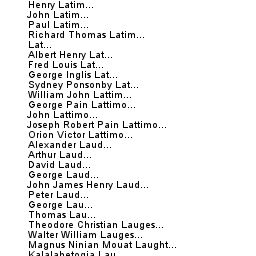 Henry Latim...
John Latim...
Paul Latim...
Richard Thomas Latim...
Lat...
Albert Henry Lat...
Fred Louis Lat...
George Inglis Lat...
Sydney Ponsonby Lat...
William John Lattim...
George Pain Lattimo...
John Lattimo...
Joseph Robert Pain Lattimo...
Orion Victor Lattimo...
Alexander Laud...
Arthur Laud...
David Laud...
George Laud...
John James Henry Laud...
Peter Laud...
George Lau...
Thomas Lau...
Theodore Christian Lauges...
Walter William Lauges...
Magnus Ninian Mouat Laught...
Kalalahetogia Lau